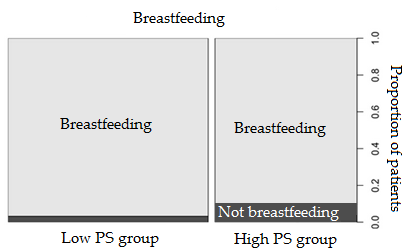 Breastfeeding
Breastfeeding
Breastfeeding
Not breastfeeding
Low PS group
High PS group
0.0 0.2 0.4 0.6 0.8 1.0
Proportion of patients